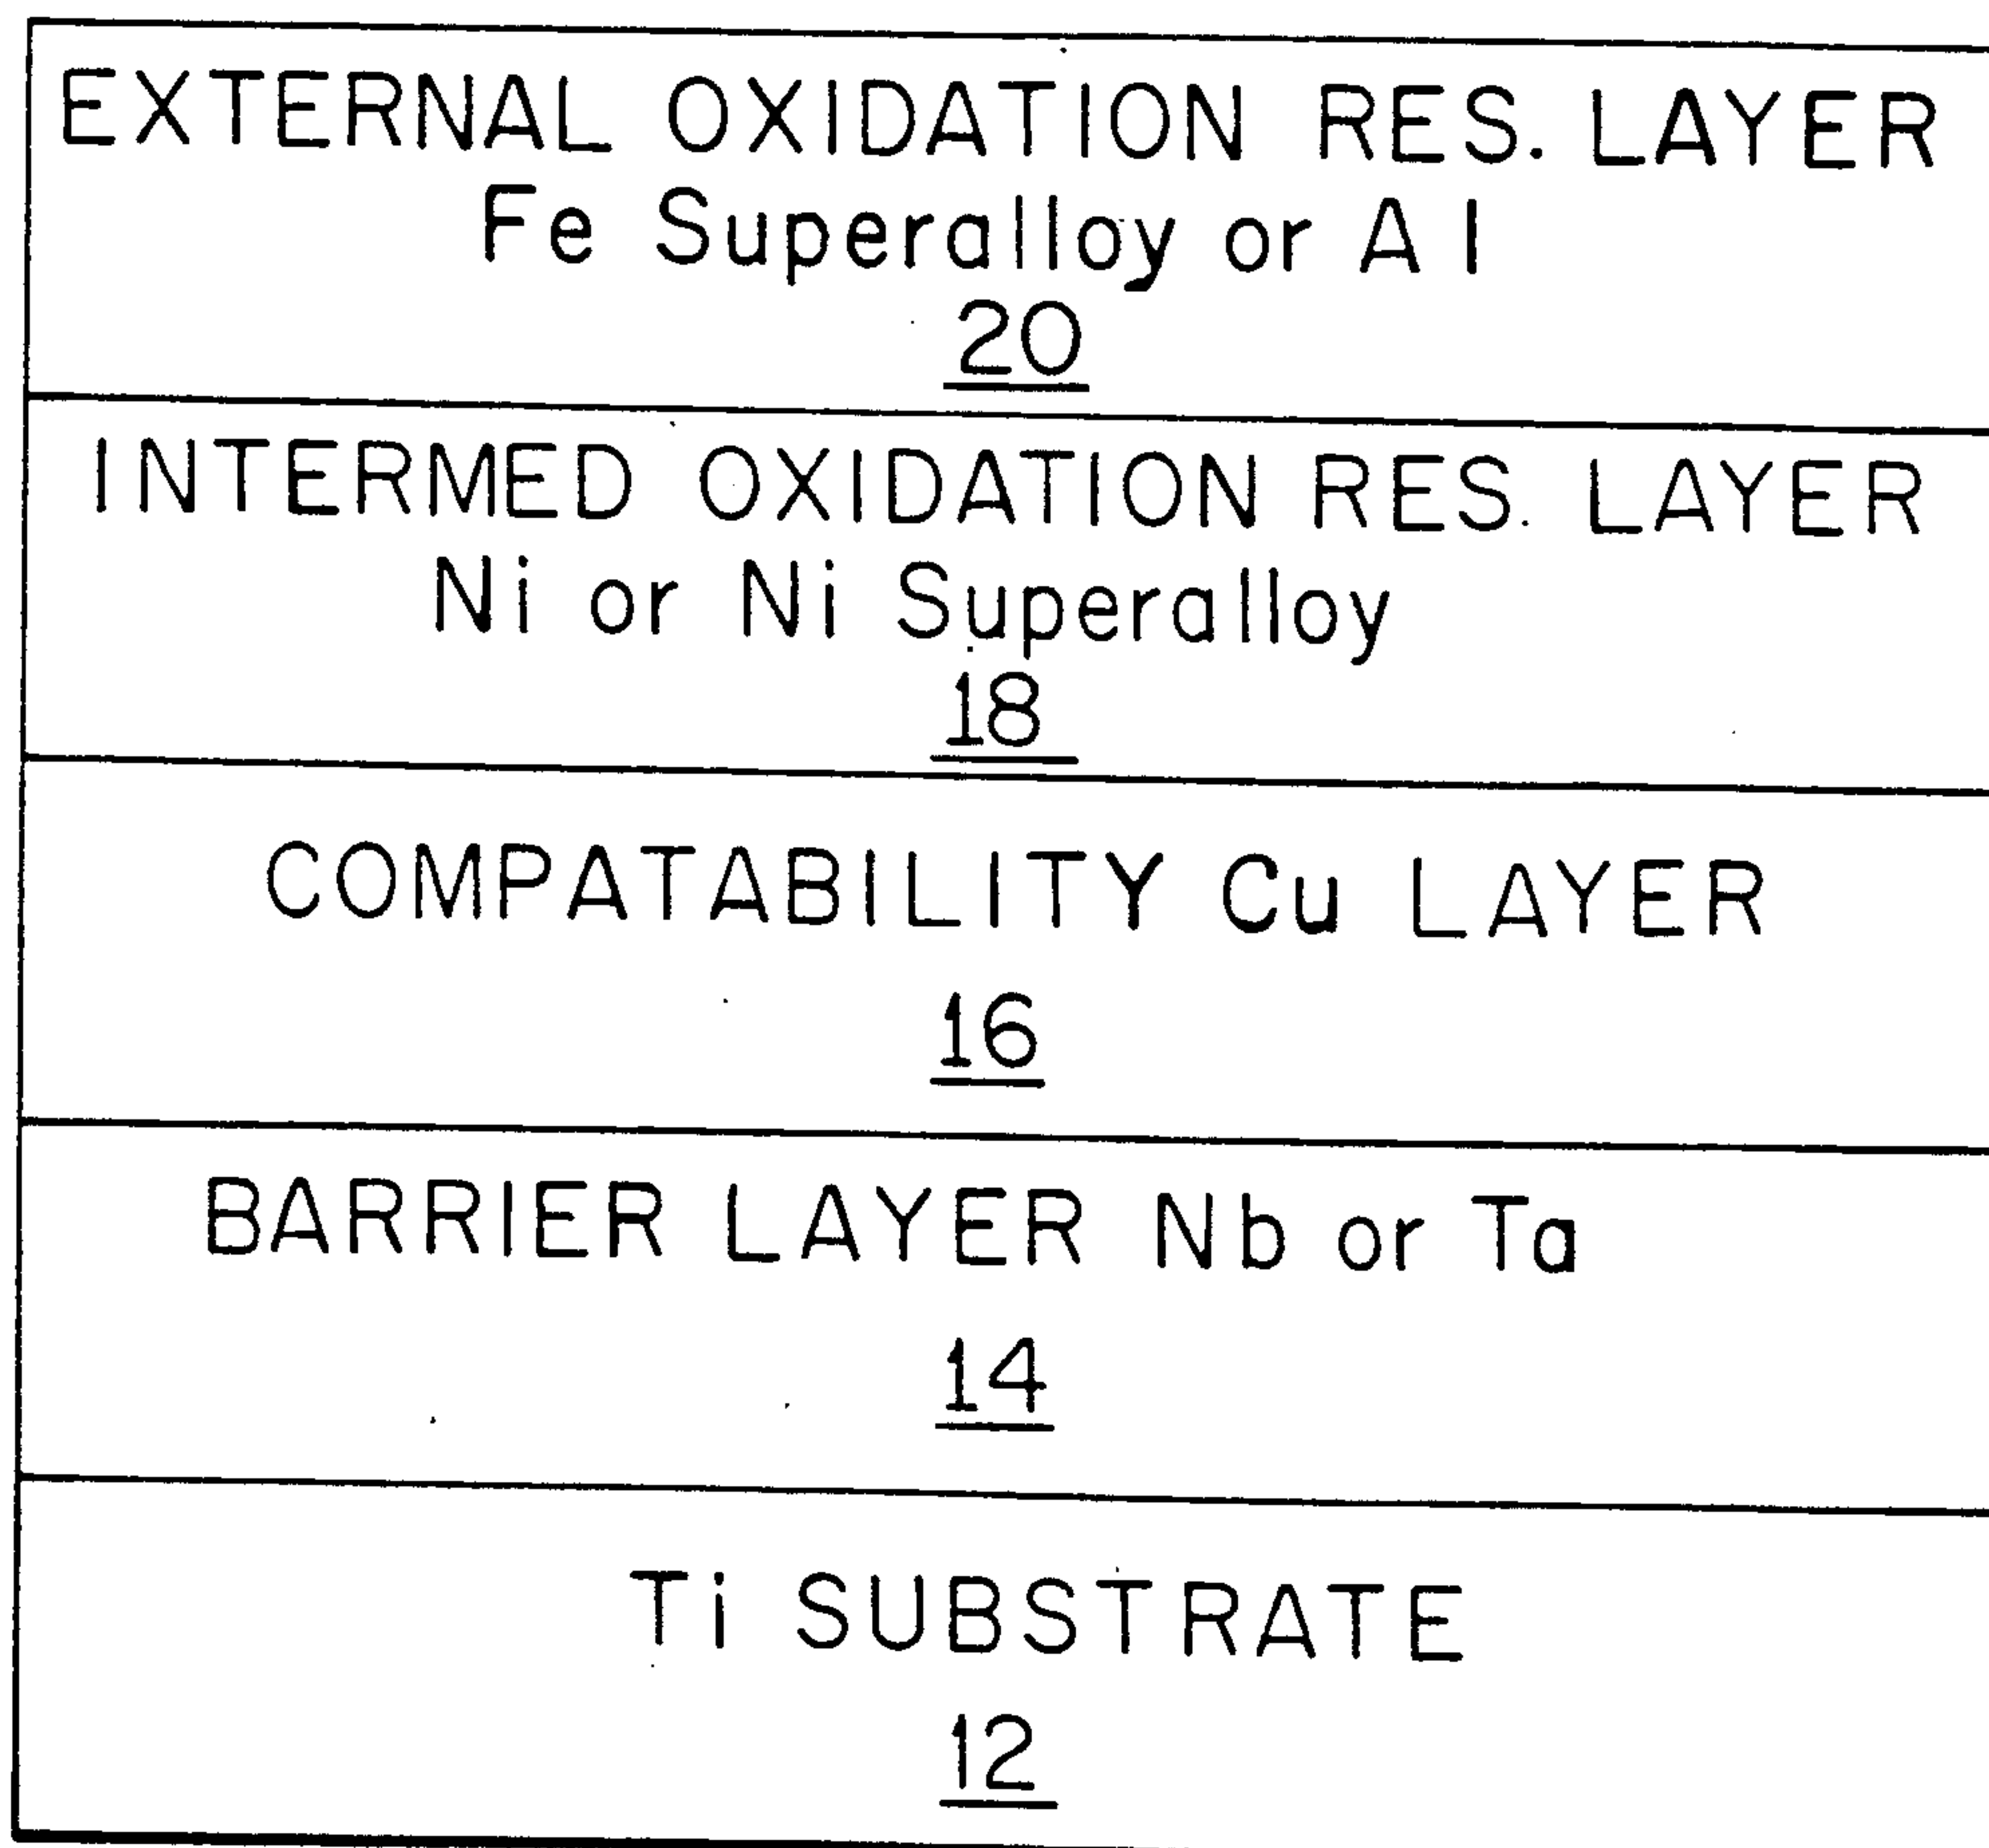 EXTERNAL OXIDATION RES. LAYER
Fe Superalloy or Al
20
INTERMED OXIDATION RES. LAYER
Ni or Ni Superalloy
18
COMPATABILITY Cu LAYER
16
BARRIER LAYER Nb or Ta
14
Ti SUBSTRATE
12